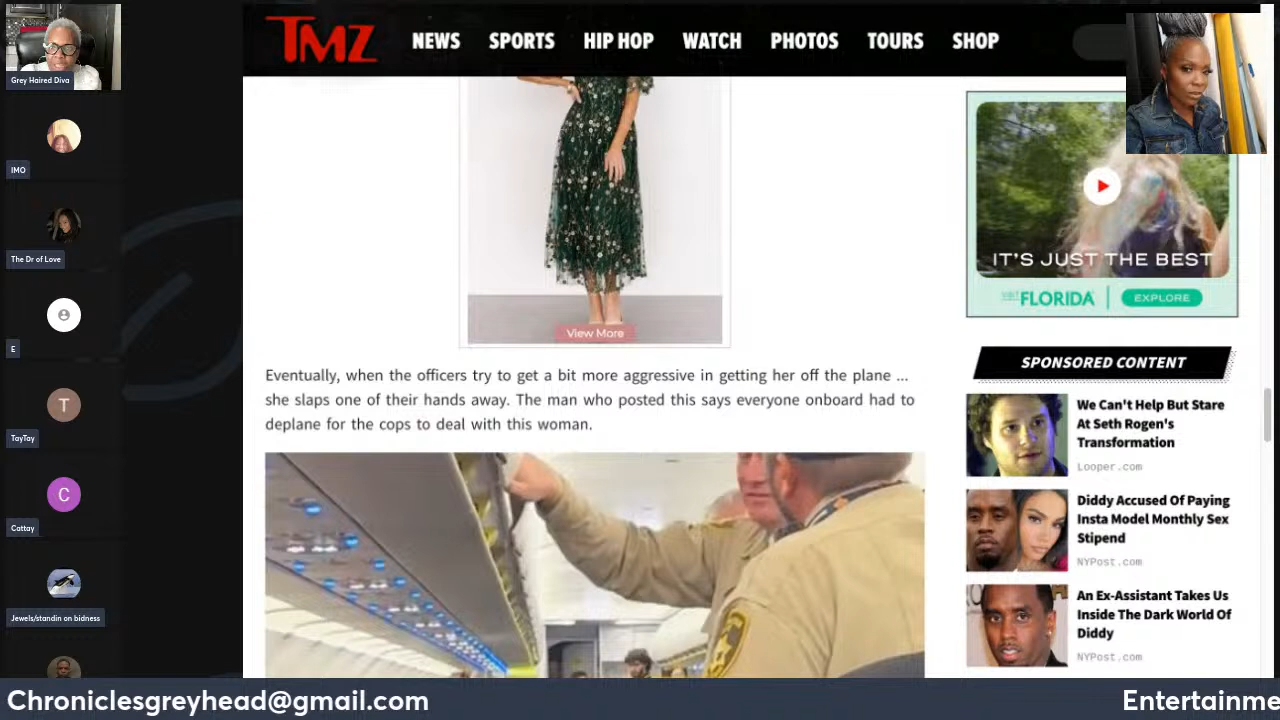 Grey Haired Diva
IMO
The Dr of Love
E
T
TayTay
C
Cattay
Jewels/standin on bidness
TMZ
NEWS
SPORTS
HIP HOP
WATCH
PHOTOS
TOURS
SHOP
View More
Eventually, when the officers try to get a bit more aggressive in getting her off the plane ...
she slaps one of their hands away. The man who posted this says everyone onboard had to
deplane for the cops to deal with this woman.
IT'S JUST THE BEST
VISIT FLORIDA
EXPLORE
SPONSORED CONTENT
We Can't Help But Stare
At Seth Rogen's
Transformation
Looper.com
Diddy Accused Of Paying
Insta Model Monthly Sex
Stipend
NYPost.com
An Ex-Assistant Takes Us
Inside The Dark World Of
Diddy
NYPost.com
Chroniclesgreyhead@gmail.com
Entertainme